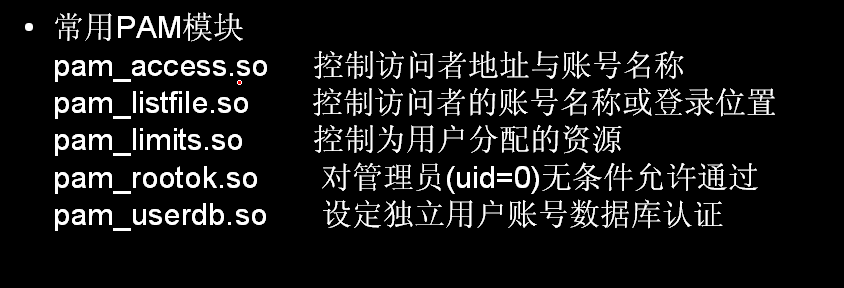 • 常用PAM模块
pam_access.so 控制访问者地址与账号名称
pam_listfile.so 控制访问者的账号名称或登录位置
pam_limits.so 控制为用户分配的资源
pam_rootok.so 对管理员(uid=0)无条件允许通过
pam_userdb.so 设定独立用户账号数据库认证